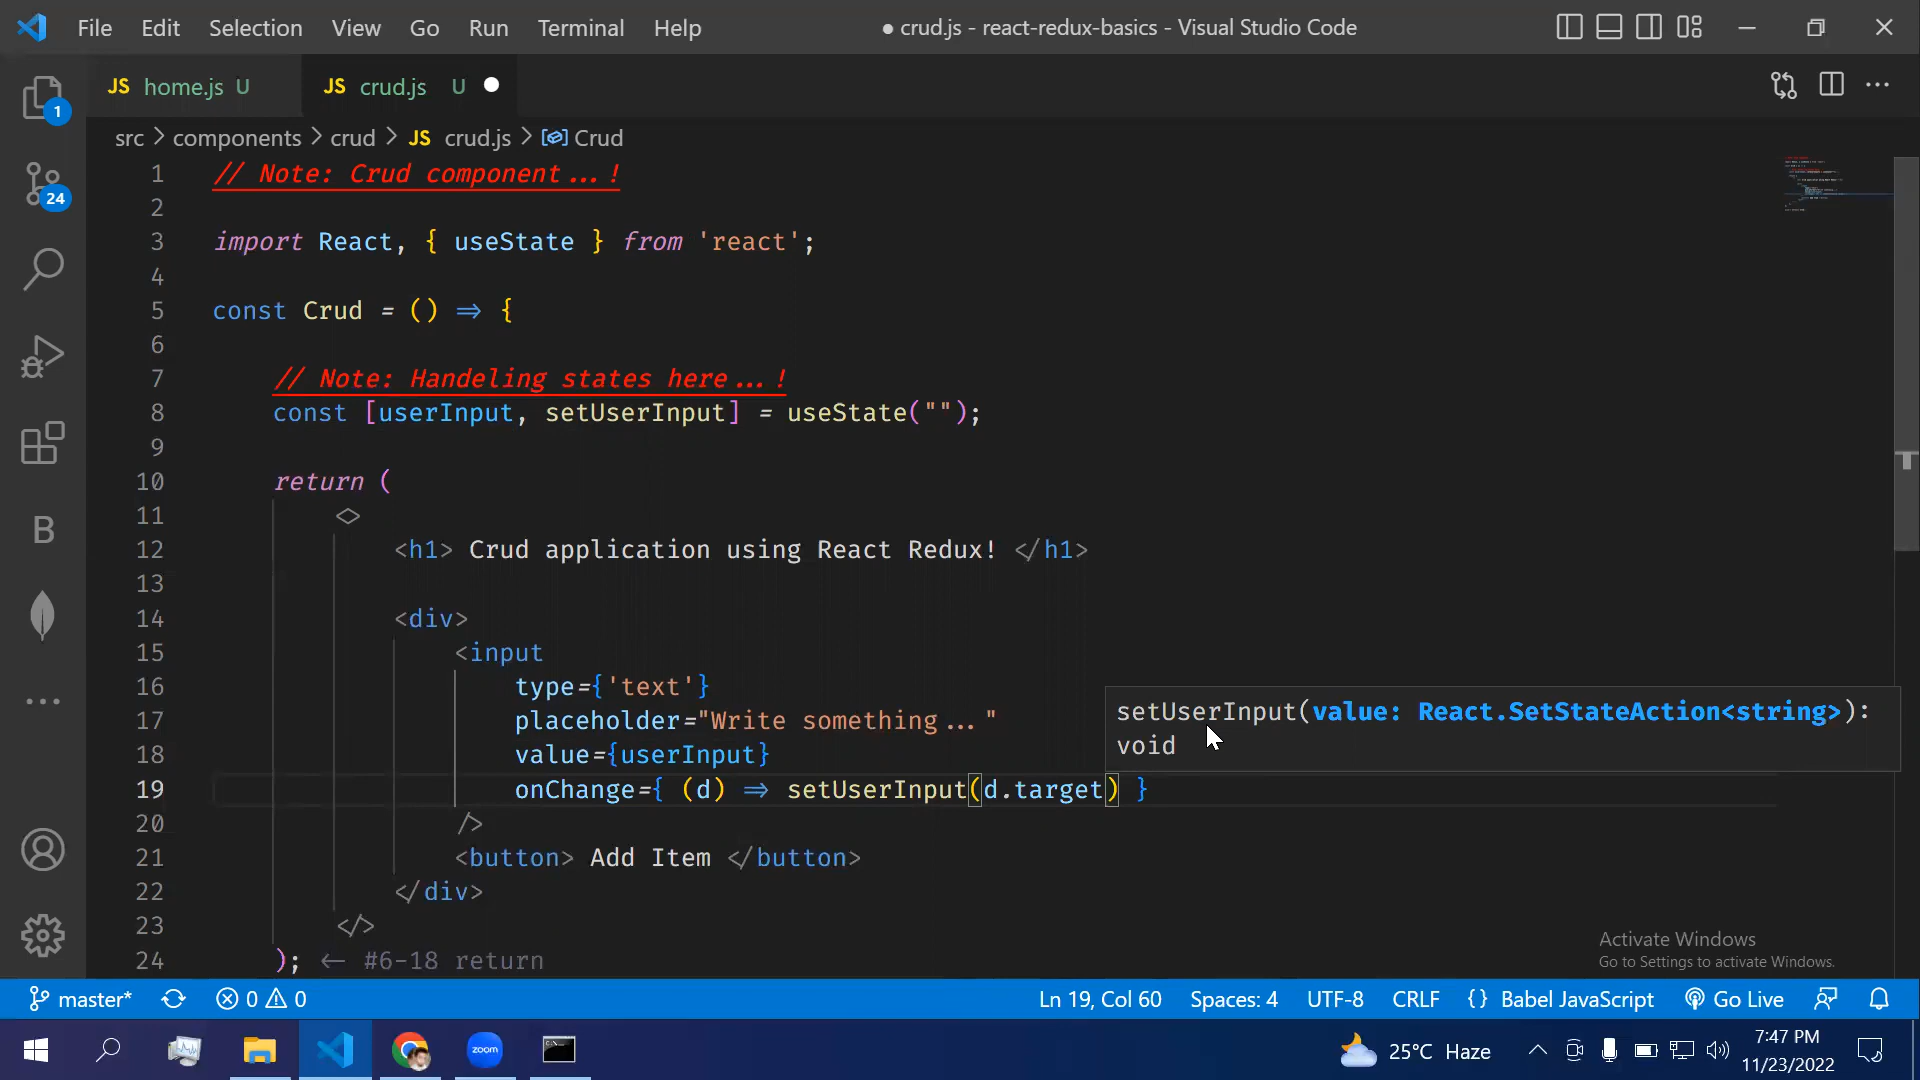 File Edit Selection View Go Run Terminal Help ● crud.js - react-redux-basics - Visual Studio Code
JS home.js U JS crud.js U
1
src > components > crud > JS crud.js > Crud
1 // Note: Crud component...!
2
3 import React, { useState } from 'react';
4
5 const Crud = () => {
6
7 // Note: Handeling states here...!
8 const [userInput, setUserInput] = useState("");
9
10 return (
11 <>
12 <h1> Crud application using React Redux! </h1>
13
14 <div>
15 <input
16 type={'text'}
17 placeholder="Write something..."
18 value={userInput}
19 onChange={ (d) => setUserInput(d.target) }
20 />
21 <button> Add Item </button>
22 </div>
23 </>
24 ); <- #6-18 return
setUserInput(value: React.SetStateAction<string>):
void
24
B
Activate Windows
Go to Settings to activate Windows.
master* 0 0 Ln 19, Col 60 Spaces: 4 UTF-8 CRLF {} Babel JavaScript Go Live
zoom 25°C Haze 7:47 PM
11/23/2022